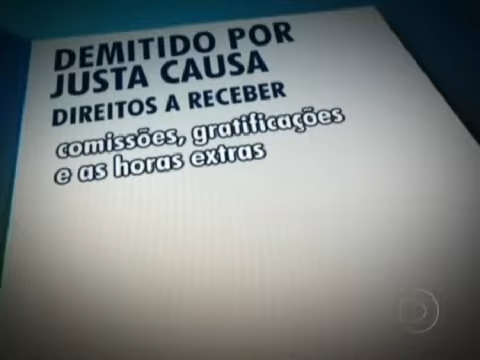 DEMITIDO POR
JUSTA CAUSA
DIREITOS A RECEBER
comissões, gratificações
e as horas extras